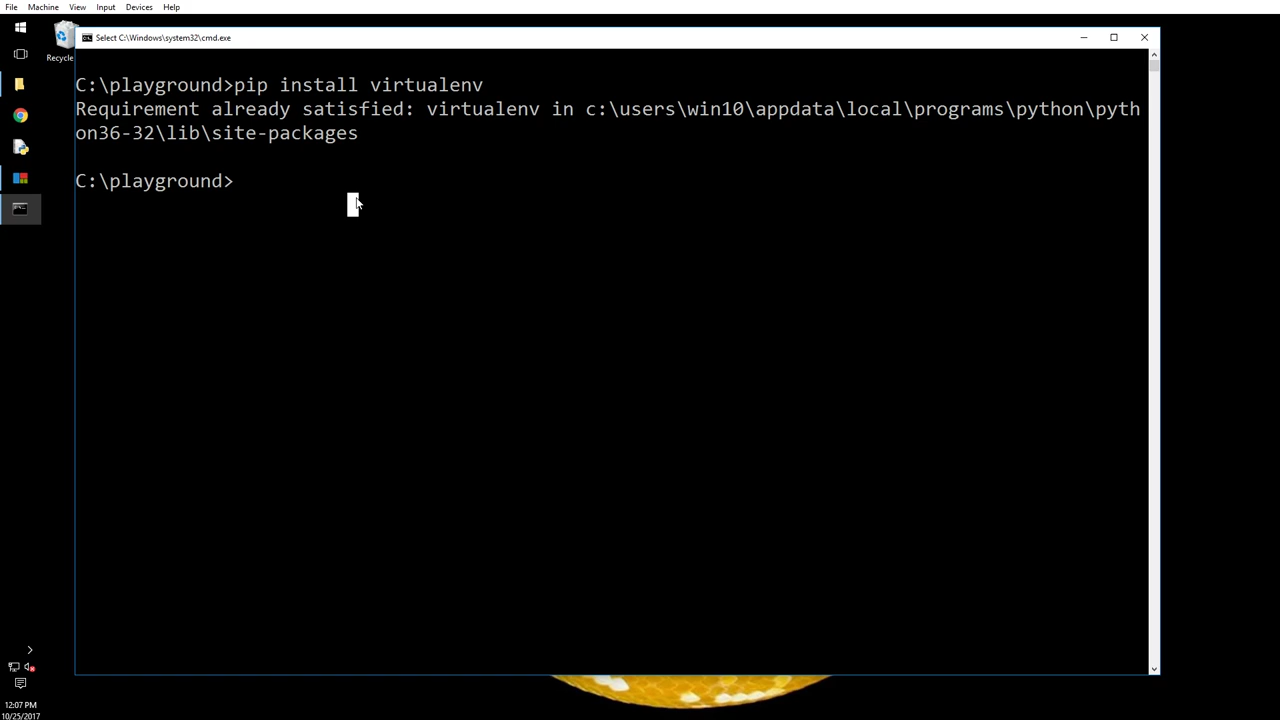 File Machine View Input Devices Help
Recycle
Select C:\Windows\system32\cmd.exe
C:\playground>pip install virtualenv
Requirement already satisfied: virtualenv in c:\users\win10\appdata\local\programs\python\pyth
on36-32\lib\site-packages
C:\playground>
12:07 PM
10/25/2017